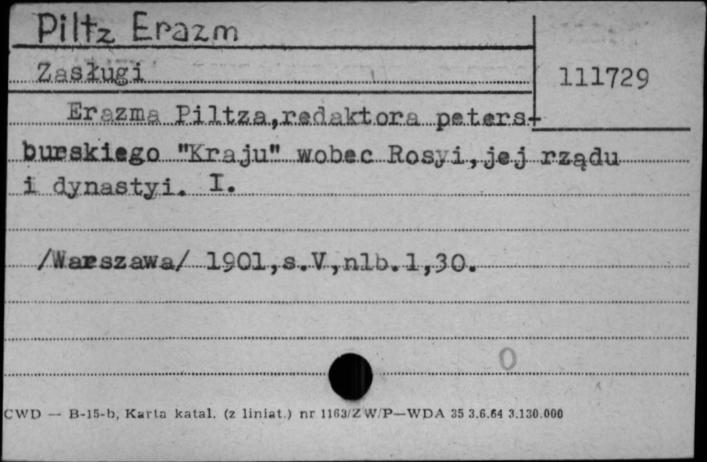 Piltz Erazm
Zasługi
111729
Erazma Piltza,redaktora peters-
burskiego "Kraju" wobec Rosyi,jej rządu
i dynastyi. I.
/Warszawa/ 1901,s.V,nlb.1,30.
0
CWD — B-15-b, Karta katal. (z liniat.) nr 1163/ZW/P—WDA 35 3.6.64 3.130.000